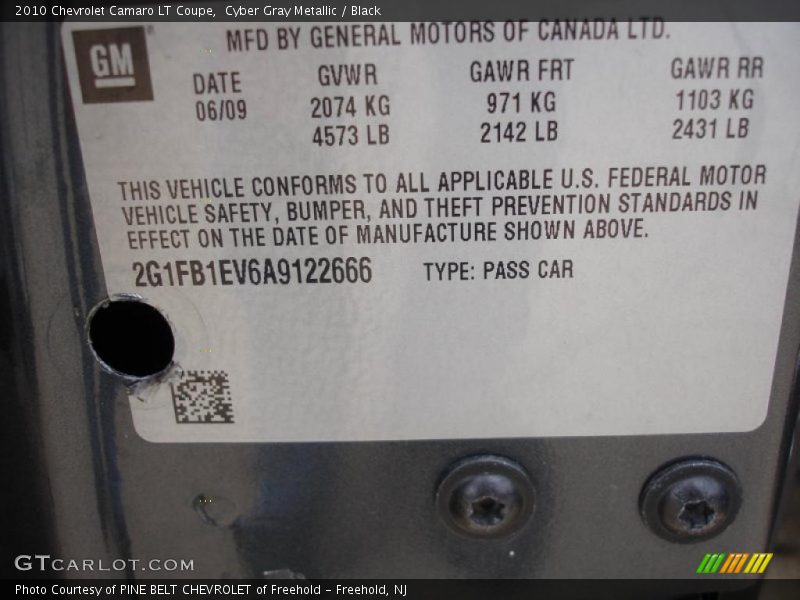 2010 Chevrolet Camaro LT Coupe,  Cyber Gray Metallic / Black
GM
MFD BY GENERAL MOTORS OF CANADA LTD.
DATE GVWR GAWR FRT GAWR RR
06/09 2074 KG 971 KG 1103 KG
4573 LB 2142 LB 2431 LB
THIS VEHICLE CONFORMS TO ALL APPLICABLE U.S. FEDERAL MOTOR
VEHICLE SAFETY, BUMPER, AND THEFT PREVENTION STANDARDS IN
EFFECT ON THE DATE OF MANUFACTURE SHOWN ABOVE.
2G1FB1EV6A9122666 TYPE: PASS CAR
GTCARLOT.COM
Photo Courtesy of PINE BELT CHEVROLET of Freehold - Freehold, NJ